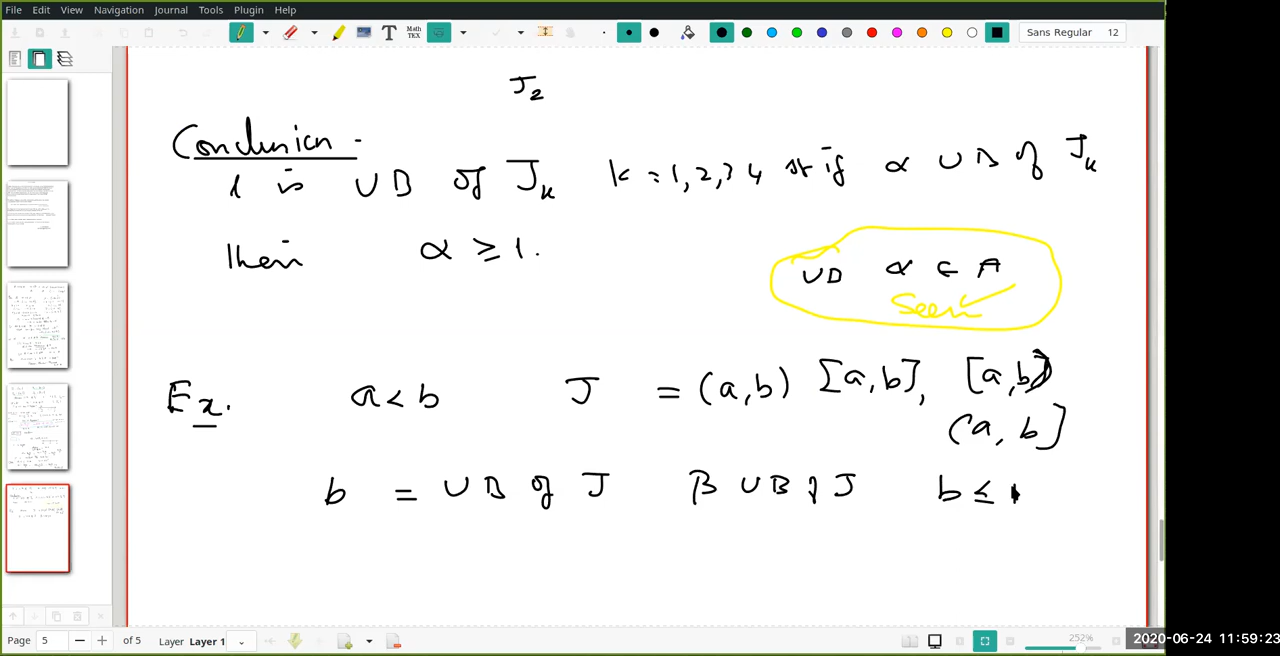 File Edit View Navigation Journal Tools Plugin Help
Sans Regular 12
J₂
Conclusion -
1 is UB of Jₖ k = 1, 2, 3 4 st if α UB of Jₖ
then α ≥ 1.
UB α ∈ A
Seen
Ex. a < b J = (a, b) [a, b], [a, b)
(a, b]
b = UB of J β UB of J b ≤
Page 5 of 5 Layer Layer 1 252%
2020-06-24 11:59:23